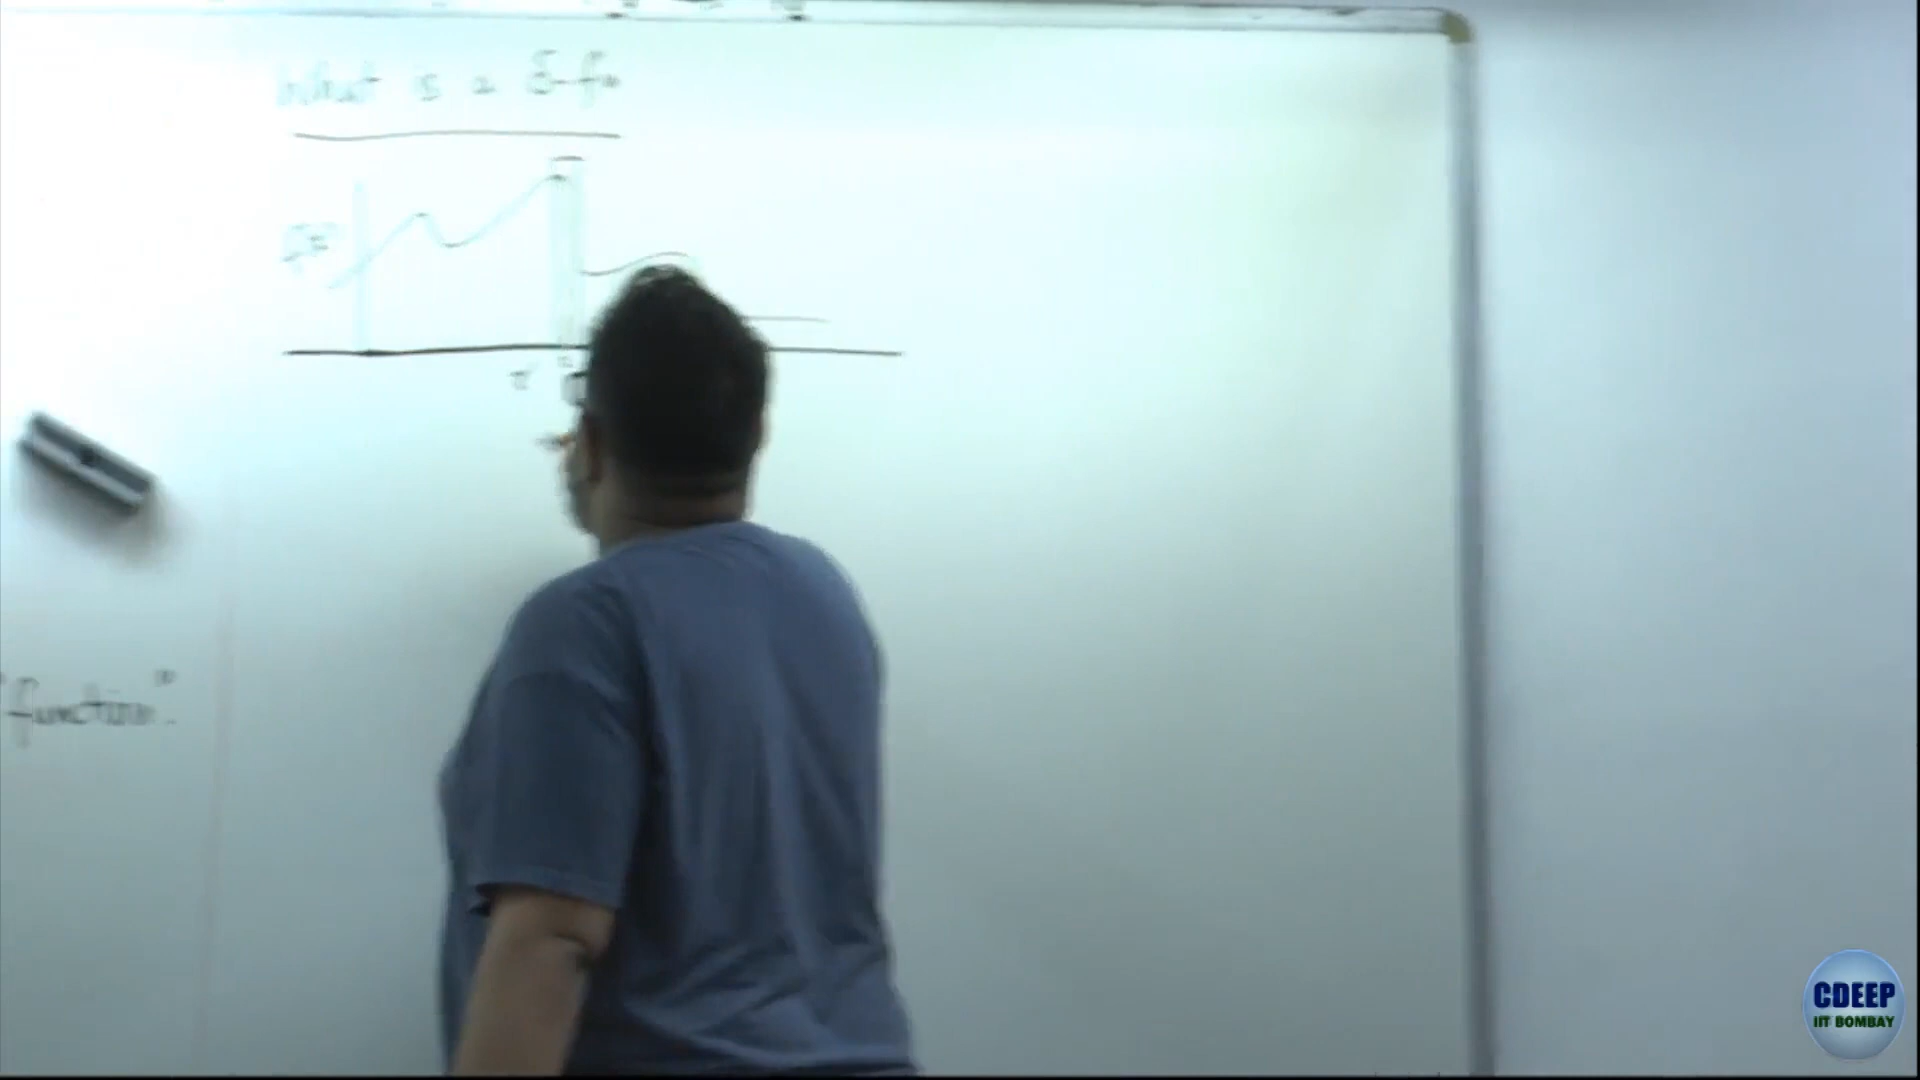 What is a δ-fn
"function".
CDEEP
IIT BOMBAY